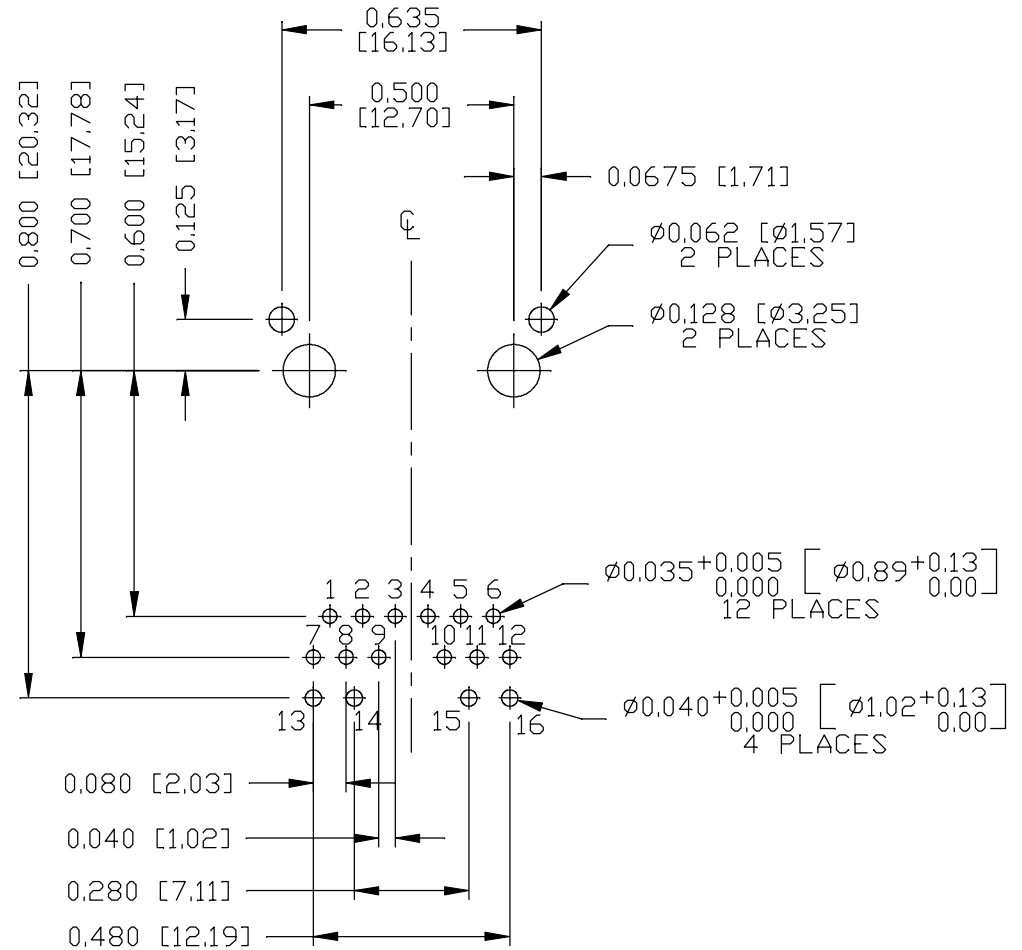 0.635
[16.13]
0.500
[12.70]
0.800 [20.32]
0.700 [17.78]
0.600 [15.24]
0.125 [3.17]
0.0675 [1.71]
℄
Ø0.062 [Ø1.57]
2 PLACES
Ø0.128 [Ø3.25]
2 PLACES
1 2 3 4 5 6
Ø0.035 +0.005 0.000 [Ø0.89 +0.13 0.00]
12 PLACES
7 8 9 10 11 12
13 14 15 16
Ø0.040 +0.005 0.000 [Ø1.02 +0.13 0.00]
4 PLACES
0.080 [2.03]
0.040 [1.02]
0.280 [7.11]
0.480 [12.19]